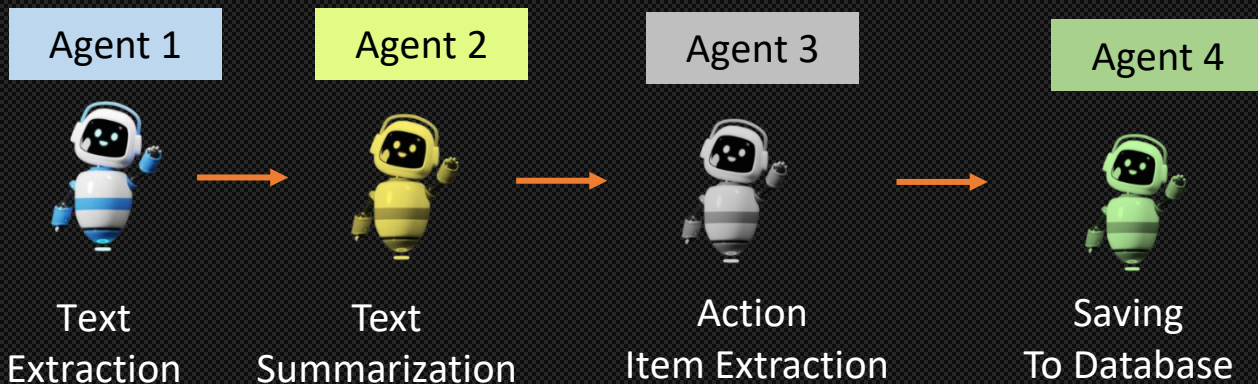 Agent 1
Agent 2
Agent 3
Agent 4
Text
Extraction
Text
Summarization
Action
Item Extraction
Saving
To Database